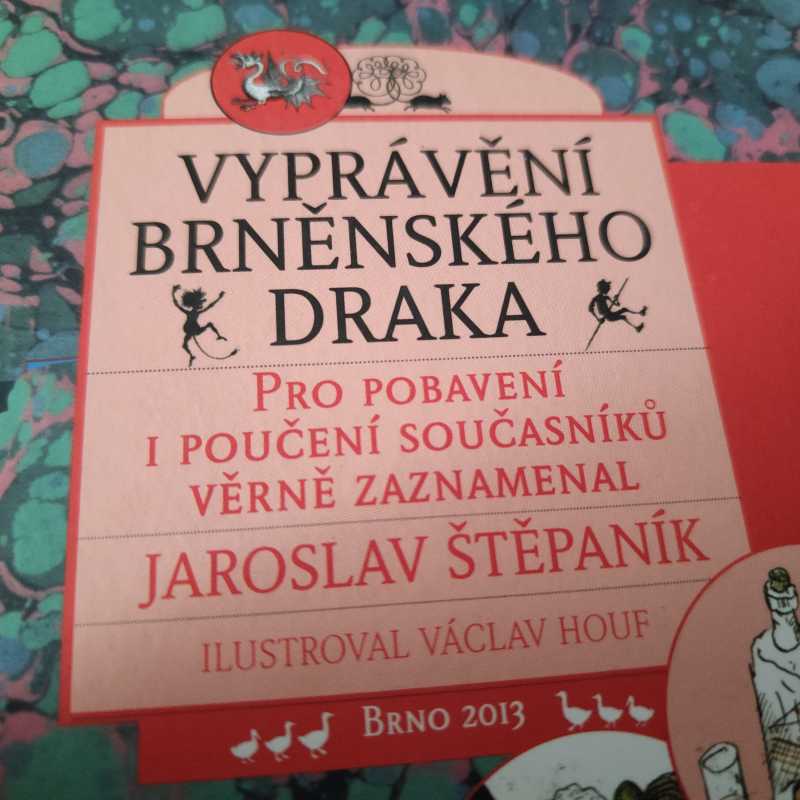 VYPRÁVĚNÍ
BRNĚNSKÉHO
DRAKA
PRO POBAVENÍ
I POUČENÍ SOUČASNÍKŮ
VĚRNĚ ZAZNAMENAL
JAROSLAV ŠTĚPANÍK
ILUSTROVAL VÁCLAV HOUF
BRNO 2013